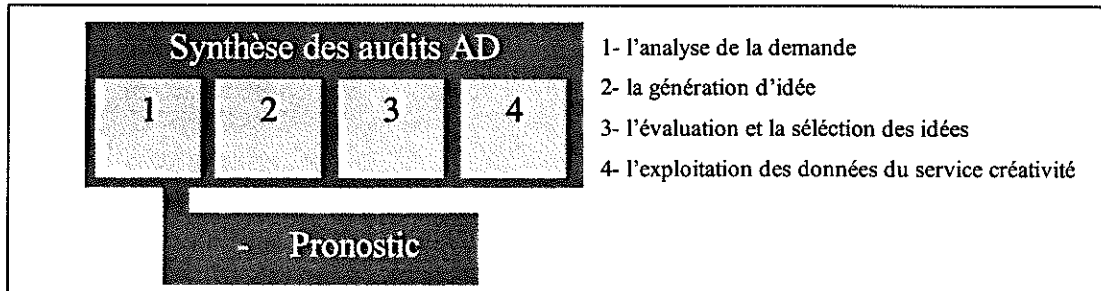 Synthèse des audits AD
1 2 3 4
- Pronostic
1- l'analyse de la demande
2- la génération d'idée
3- l'évaluation et la séléction des idées
4- l'exploitation des données du service créativité